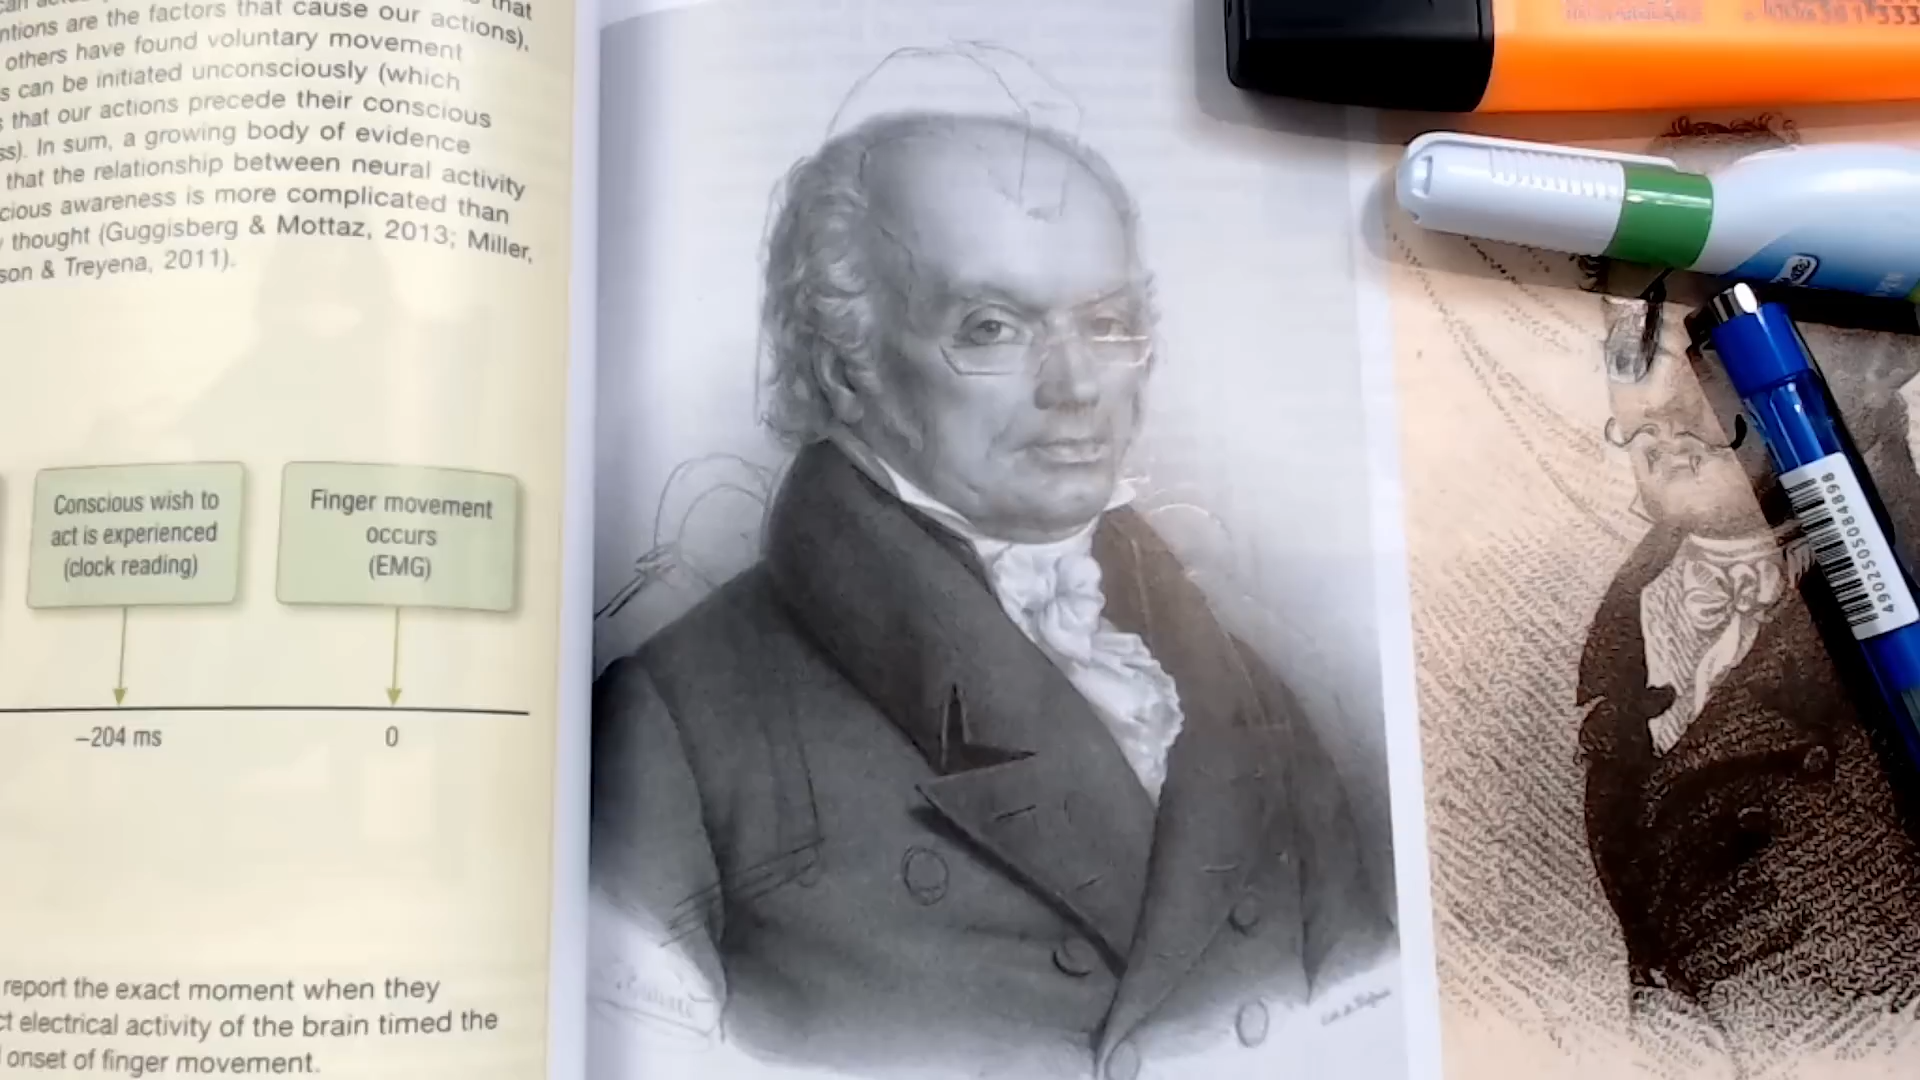 that
ntions are the factors that cause our actions),
others have found voluntary movement
s can be initiated unconsciously (which
that our actions precede their conscious
ss). In sum, a growing body of evidence
that the relationship between neural activity
cious awareness is more complicated than
thought (Guggisberg & Mottaz, 2013; Miller,
son & Treyena, 2011).
Conscious wish to
act is experienced
(clock reading)
Finger movement
occurs
(EMG)
–204 ms
0
report the exact moment when they
ct electrical activity of the brain timed the
onset of finger movement.
4902505084898